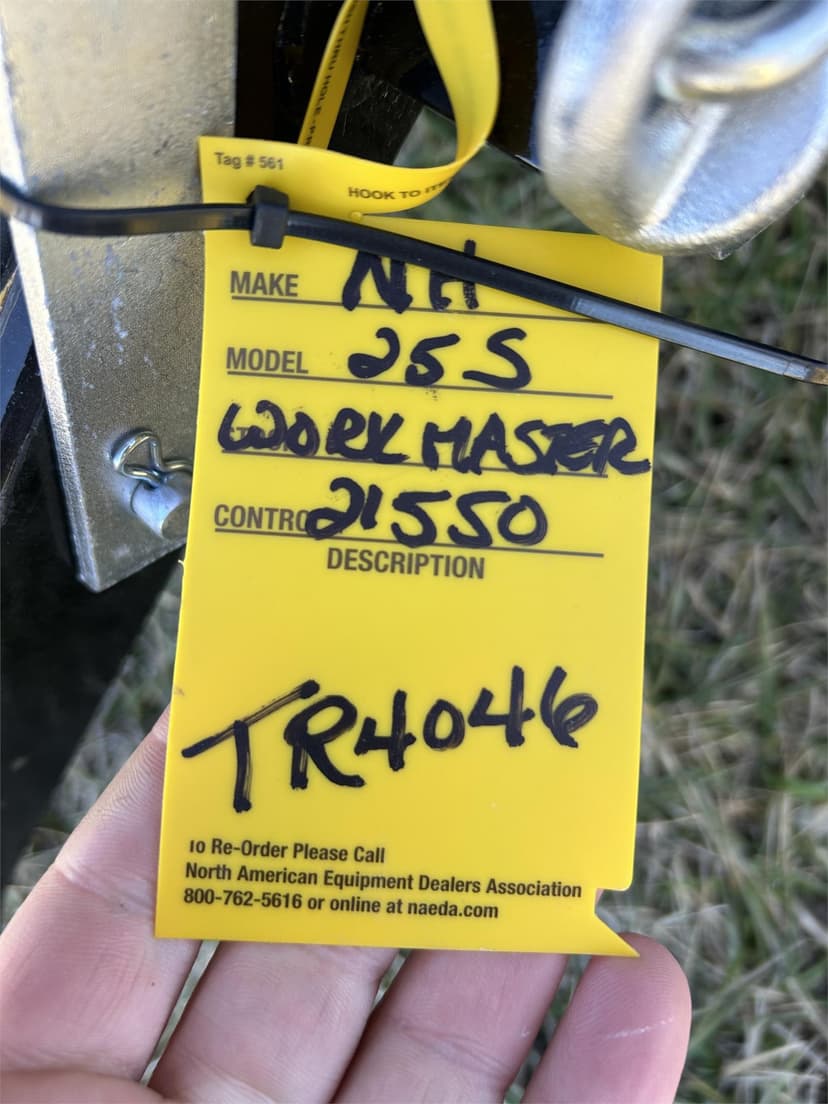 Tag # 561
HOOK TO
MAKE NH
MODEL 25S
WORKMASTER
CONTRO 21550
DESCRIPTION
TR4046
To Re-Order Please Call
North American Equipment Dealers Association
800-762-5616 or online at naeda.com